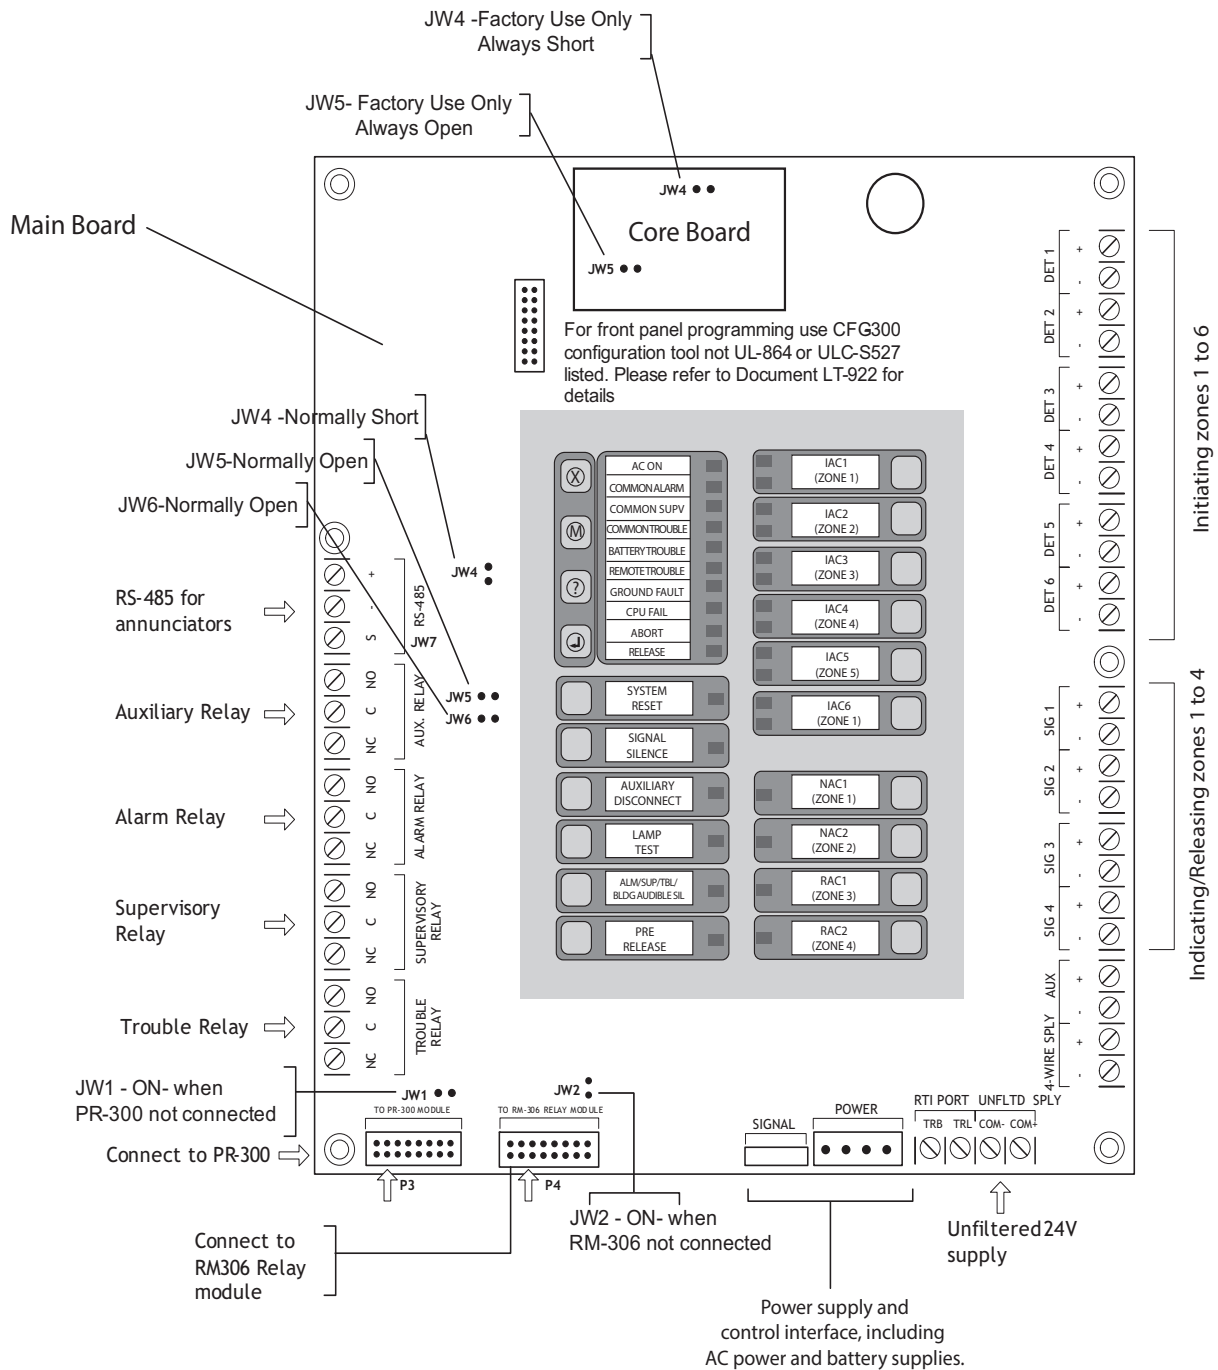 JW4 -Factory Use Only
Always Short
JW5- Factory Use Only
Always Open
Main Board
JW4
Core Board
JW5
For front panel programming use CFG300
configuration tool not UL-864 or ULC-S527
listed. Please refer to Document LT-922 for
details
JW4 -Normally Short
JW5-Normally Open
JW6-Normally Open
JW4
RS-485 for
annunciators
+
-
S
RS-485
JW7
JW5
JW6
Auxiliary Relay
NO
C
NC
AUX. RELAY
Alarm Relay
NO
C
NC
ALARM RELAY
Supervisory
Relay
NO
C
NC
SUPERVISORY
RELAY
Trouble Relay
NO
C
NC
TROUBLE
RELAY
X
M
?
AC ON
COMMON ALARM
COMMON SUPV
COMMON TROUBLE
BATTERY TROUBLE
REMOTE TROUBLE
GROUND FAULT
CPU FAIL
ABORT
RELEASE
SYSTEM
RESET
SIGNAL
SILENCE
AUXILIARY
DISCONNECT
LAMP
TEST
ALM/SUP/TBL/
BLDG AUDIBLE SIL
PRE
RELEASE
IAC1
(ZONE 1)
IAC2
(ZONE 2)
IAC3
(ZONE 3)
IAC4
(ZONE 4)
IAC5
(ZONE 5)
IAC6
(ZONE 1)
NAC1
(ZONE 1)
NAC2
(ZONE 2)
RAC1
(ZONE 3)
RAC2
(ZONE 4)
DET 1
+
-
DET 2
+
-
DET 3
+
-
DET 4
+
-
DET 5
+
-
DET 6
+
-
Initiating zones 1 to 6
SIG 1
+
-
SIG 2
+
-
SIG 3
+
-
SIG 4
+
-
Indicating/Releasing zones 1 to 4
AUX
+
-
4-WIRE SPLY
+
-
JW1 - ON- when
PR-300 not connected
JW1
TO PR-300 MODULE
Connect to PR-300
P3
JW2
TO RM-306 RELAY MODULE
P4
JW2 - ON- when
RM-306 not connected
Connect to
RM306 Relay
module
SIGNAL
POWER
RTI PORT UNFLTD SPLY
TRB TRL COM- COM+
Unfiltered 24V
supply
Power supply and
control interface, including
AC power and battery supplies.